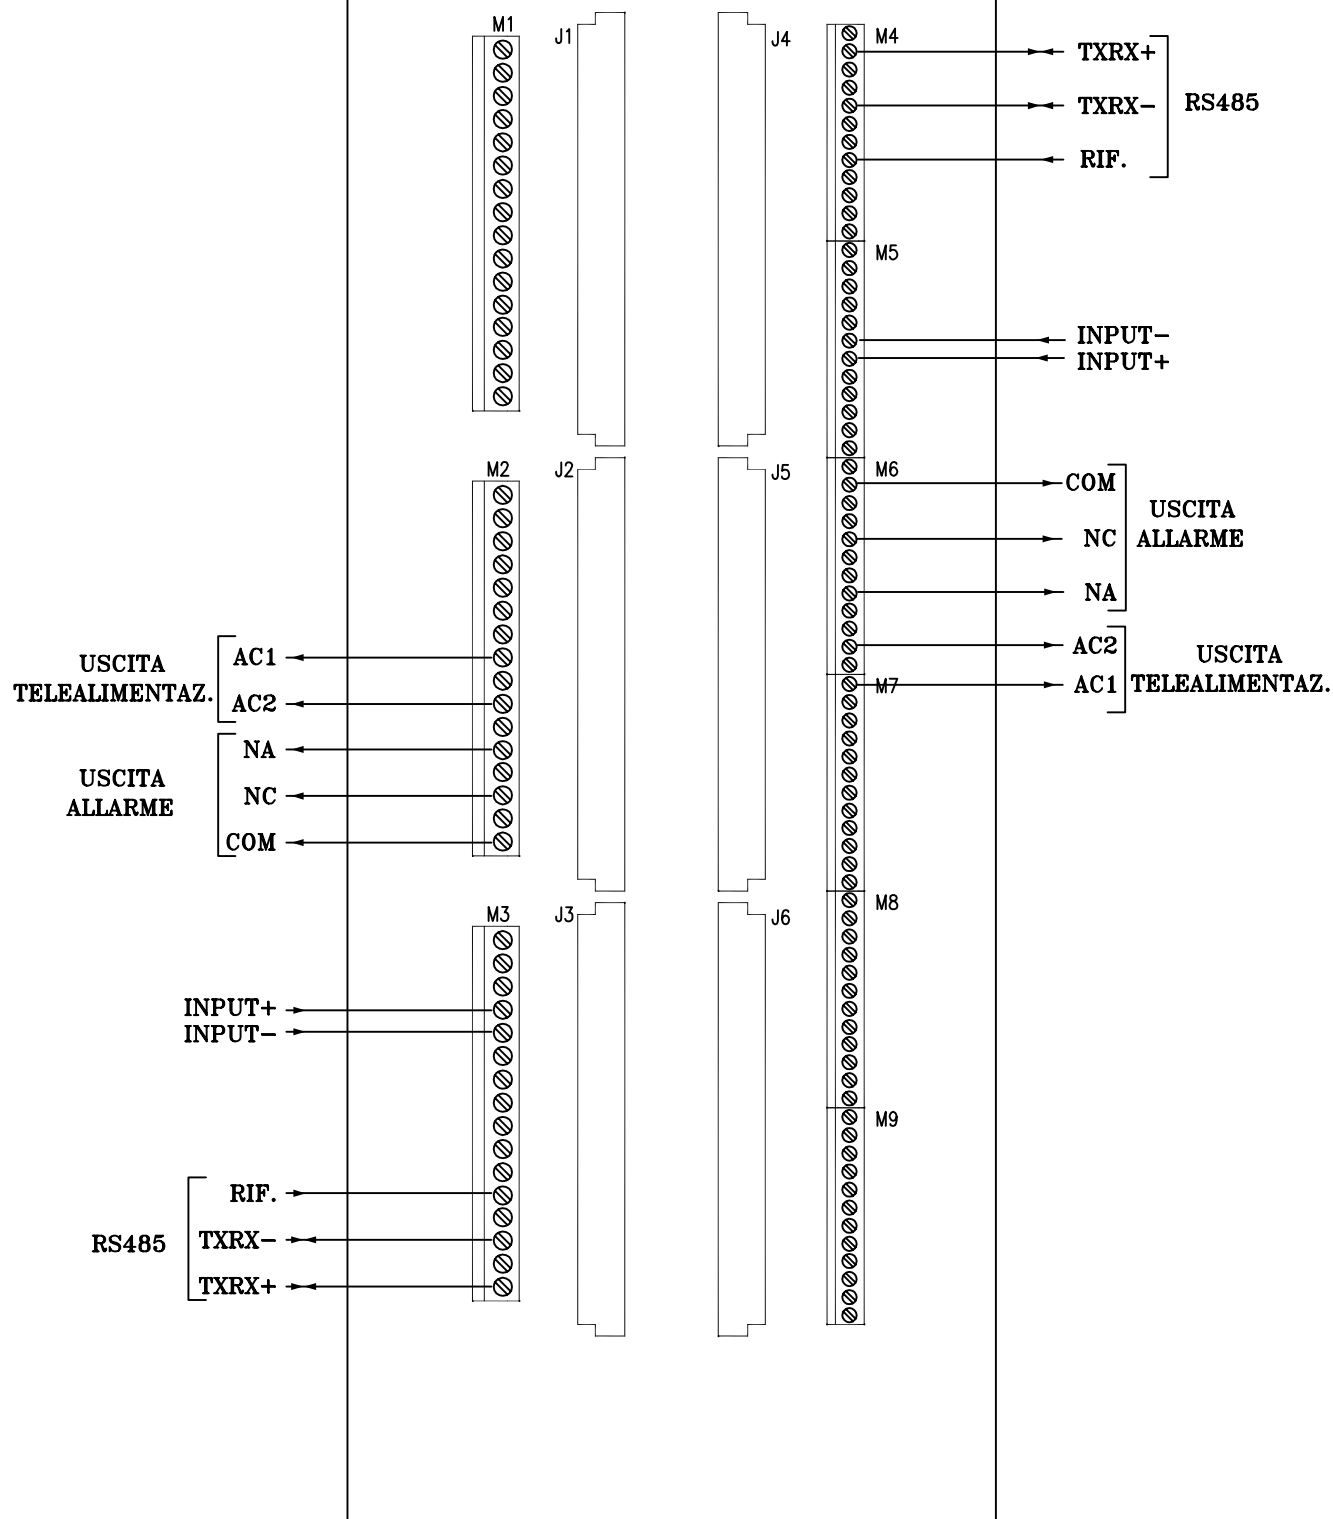 M1
J1
J4
M4
TXRX+
TXRX-
RS485
RIF.
M5
INPUT-
INPUT+
M2
J2
J5
M6
COM
USCITA
ALLARME
NC
NA
AC1
AC2
USCITA
TELEALIMENTAZ.
NA
NC
COM
USCITA
ALLARME
AC2
AC1
USCITA
TELEALIMENTAZ.
M7
M3
J3
J6
M8
INPUT+
INPUT-
M9
RIF.
RS485
TXRX-
TXRX+